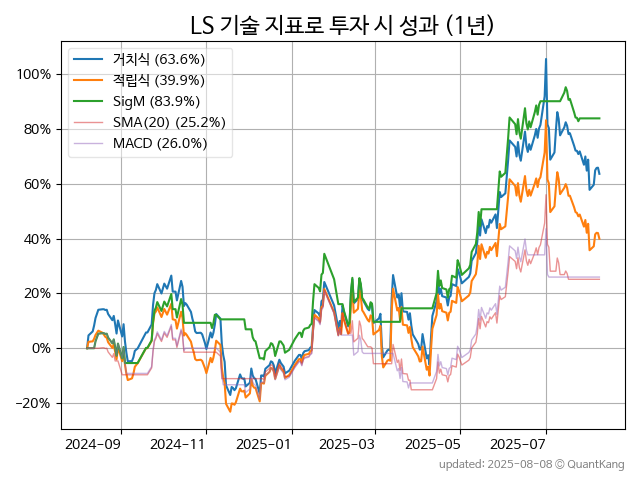 LS 기술 지표로 투자 시 성과 (1년)
거치식 (63.6%)
적립식 (39.9%)
SigM (83.9%)
SMA(20) (25.2%)
MACD (26.0%)
100%
80%
60%
40%
20%
0%
−20%
2024-09
2024-11
2025-01
2025-03
2025-05
2025-07
updated: 2025-08-08 © QuantKang